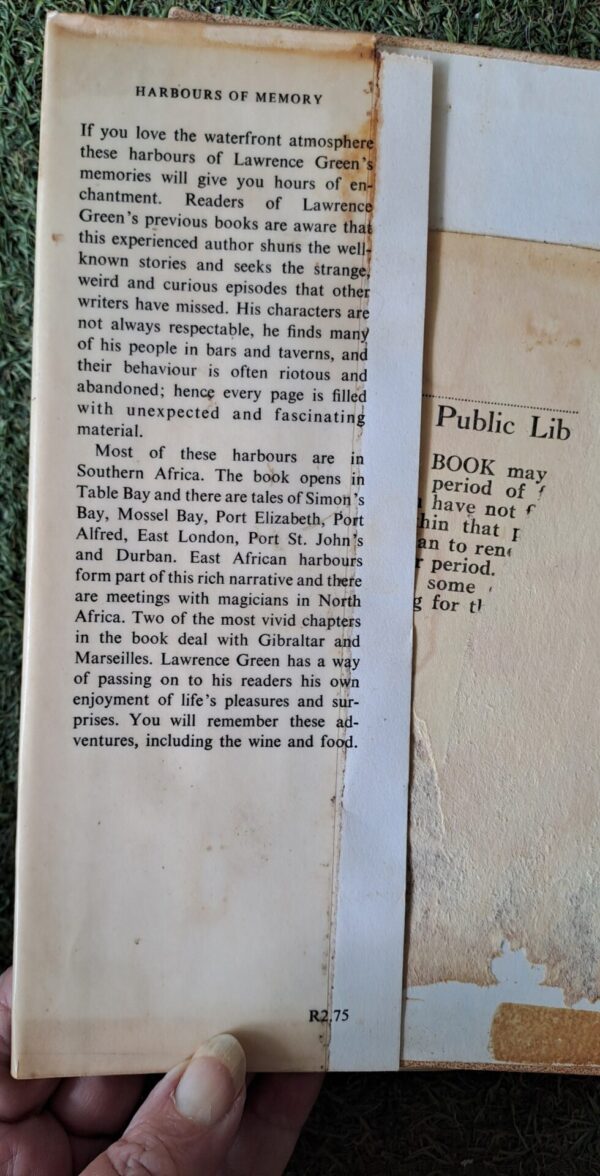 HARBOURS OF MEMORY
If you love the waterfront atmosphere
these harbours of Lawrence Green's
memories will give you hours of en-
chantment. Readers of Lawrence
Green's previous books are aware that
this experienced author shuns the well-
known stories and seeks the strange,
weird and curious episodes that other
writers have missed. His characters are
not always respectable, he finds many
of his people in bars and taverns, and
their behaviour is often riotous and
abandoned; hence every page is filled
with unexpected and fascinating
material.
Most of these harbours are in
Southern Africa. The book opens in
Table Bay and there are tales of Simon's
Bay, Mossel Bay, Port Elizabeth, Port
Alfred, East London, Port St. John's
and Durban. East African harbours
form part of this rich narrative and there
are meetings with magicians in North
Africa. Two of the most vivid chapters
in the book deal with Gibraltar and
Marseilles. Lawrence Green has a way
of passing on to his readers his own
enjoyment of life's pleasures and sur-
prises. You will remember these ad-
ventures, including the wine and food.
R2.75
Public Lib
BOOK may
period of
have not
that
to
period.
some
for